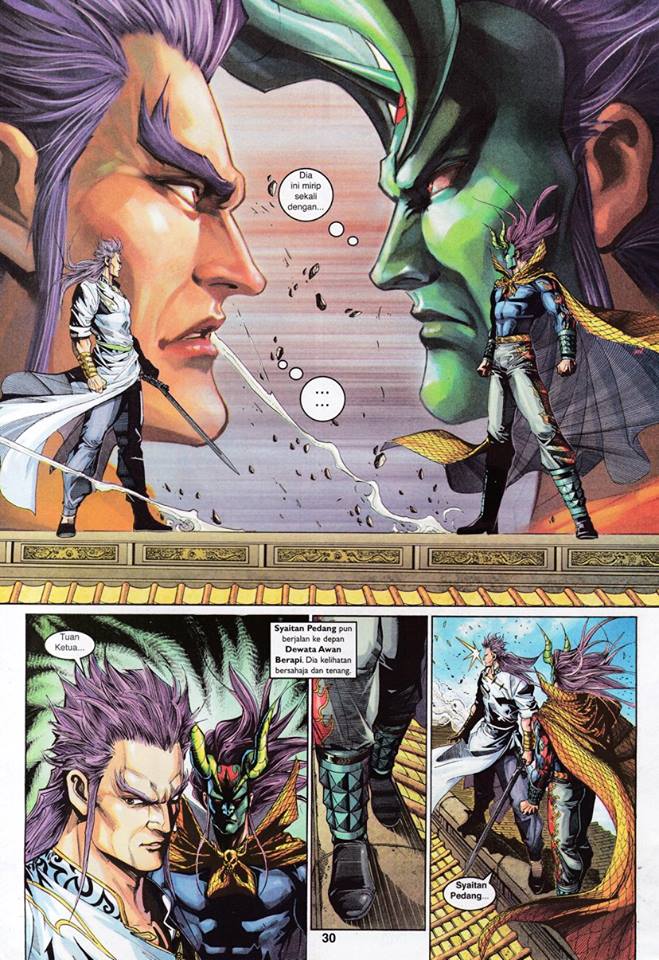 Dia
ini mirip
sekali
dengan...
...
...
Tuan
Ketua...
Syaitan Pedang pun
berjalan ke depan
Dewata Awan
Berapi. Dia kelihatan
bersahaja dan tenang.
Syaitan
Pedang...
30